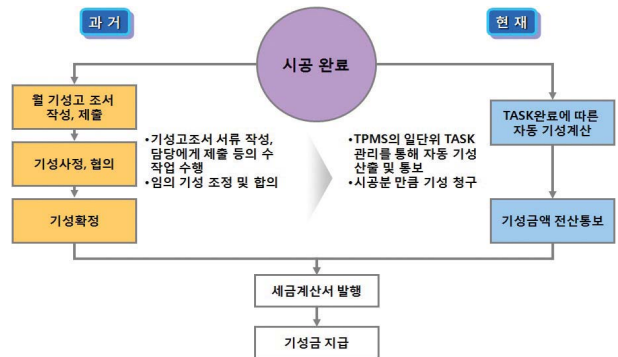 과 거
현 재
시공 완료
월 기성고 조서
작성, 제출
기성사정, 협의
기성확정
•기성고조서 서류 작성,
담당에게 제출 등의 수
작업 수행
•임의 기성 조정 및 합의
•TPMS의 일단위 TASK
관리를 통해 자동 기성
산출 및 통보
•시공분 만큼 기성 청구
TASK완료에 따른
자동 기성계산
기성금액 전산통보
세금계산서 발행
기성금 지급